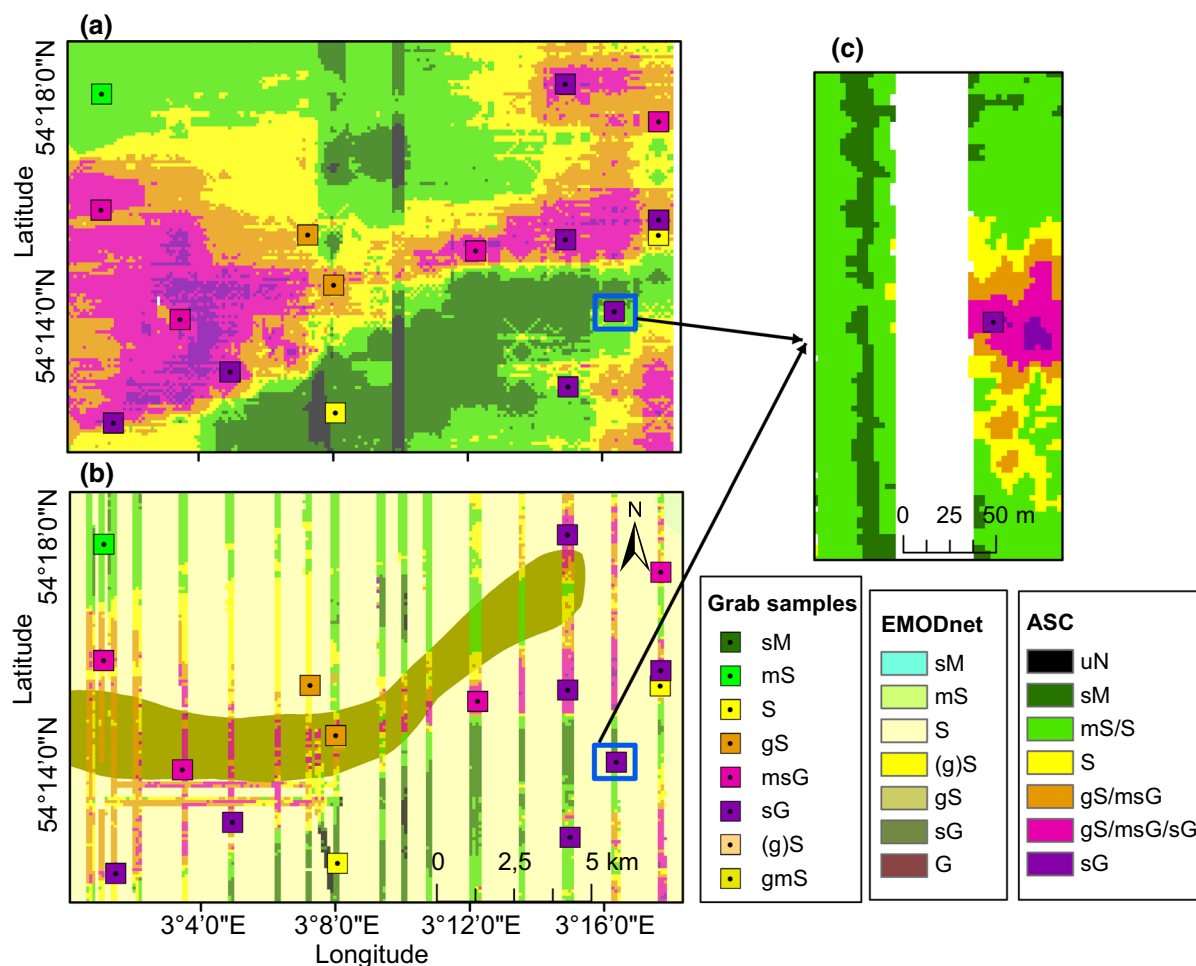 (a)
(c)
Latitude
54°18'0"N
54°14'0"N
0 25 50 m
(b)
Latitude
54°18'0"N
54°14'0"N
N
0 2,5 5 km
3°4'0"E 3°8'0"E 3°12'0"E 3°16'0"E
Longitude
Grab samples
sM
mS
S
gS
msG
sG
(g)S
gmS
EMODnet
sM
mS
S
(g)S
gS
sG
G
ASC
uN
sM
mS/S
S
gS/msG
gS/msG/sG
sG